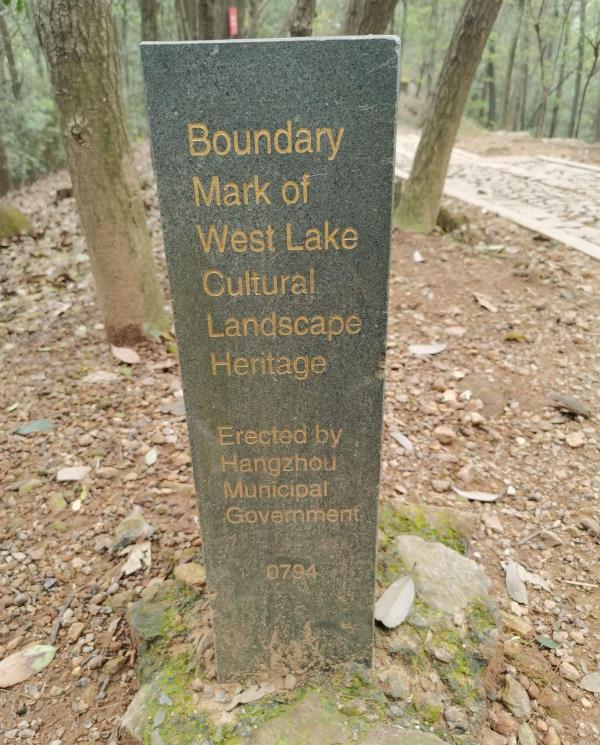 Boundary
Mark of
West Lake
Cultural
Landscape
Heritage
Erected by
Hangzhou
Municipal
Government
0794